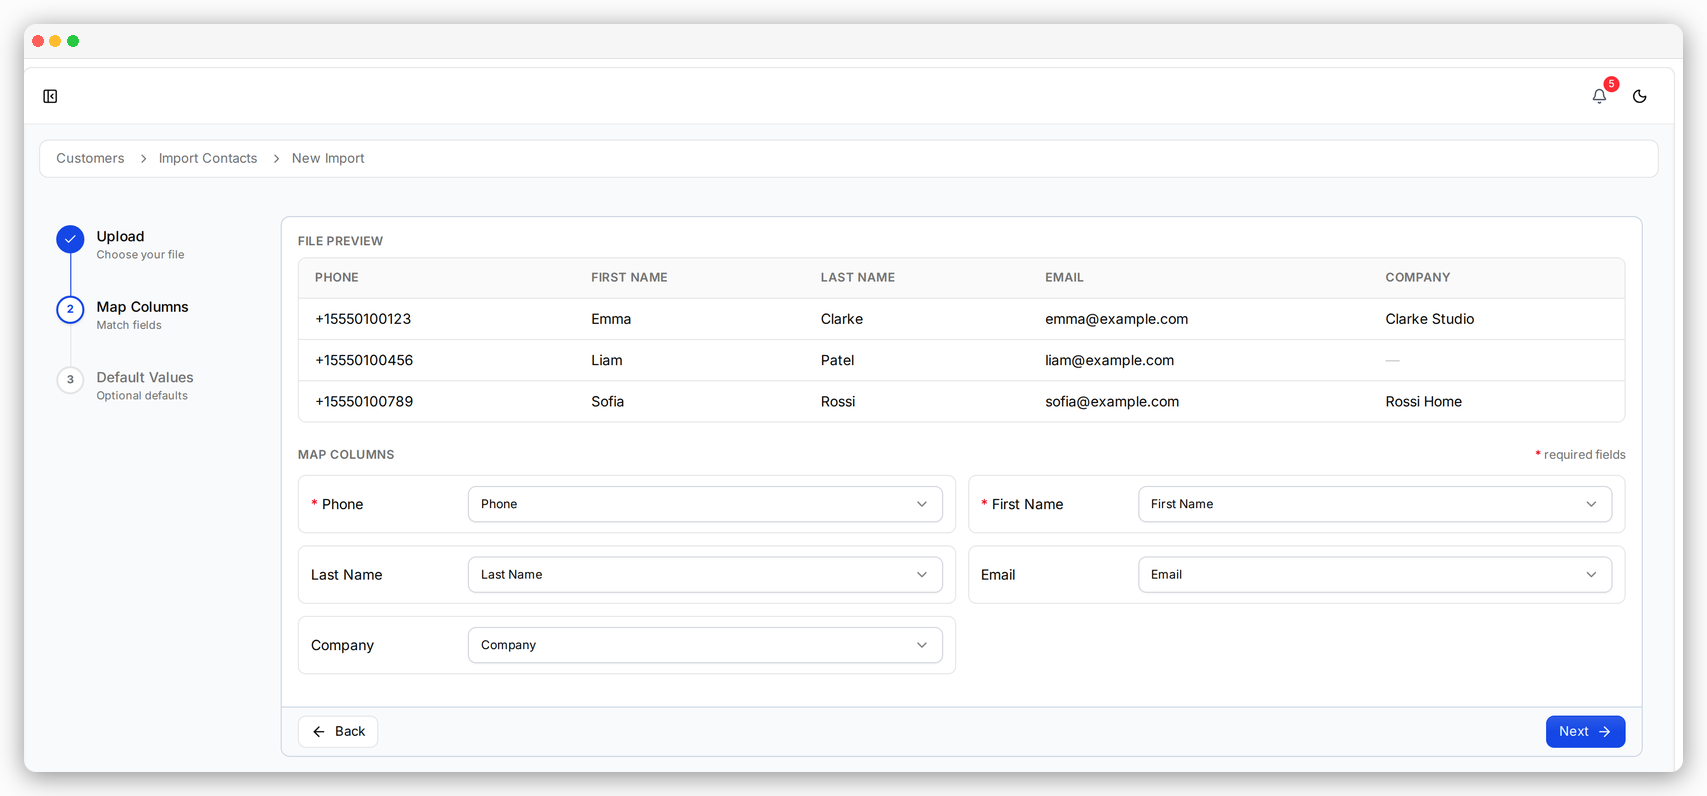 5
Customers > Import Contacts > New Import
Upload
Choose your file
2
Map Columns
Match fields
3
Default Values
Optional defaults
FILE PREVIEW
PHONE FIRST NAME LAST NAME EMAIL COMPANY
+15550100123 Emma Clarke emma@example.com Clarke Studio
+15550100456 Liam Patel liam@example.com —
+15550100789 Sofia Rossi sofia@example.com Rossi Home
MAP COLUMNS * required fields
* Phone Phone * First Name First Name
Last Name Last Name Email Email
Company Company
← Back Next →